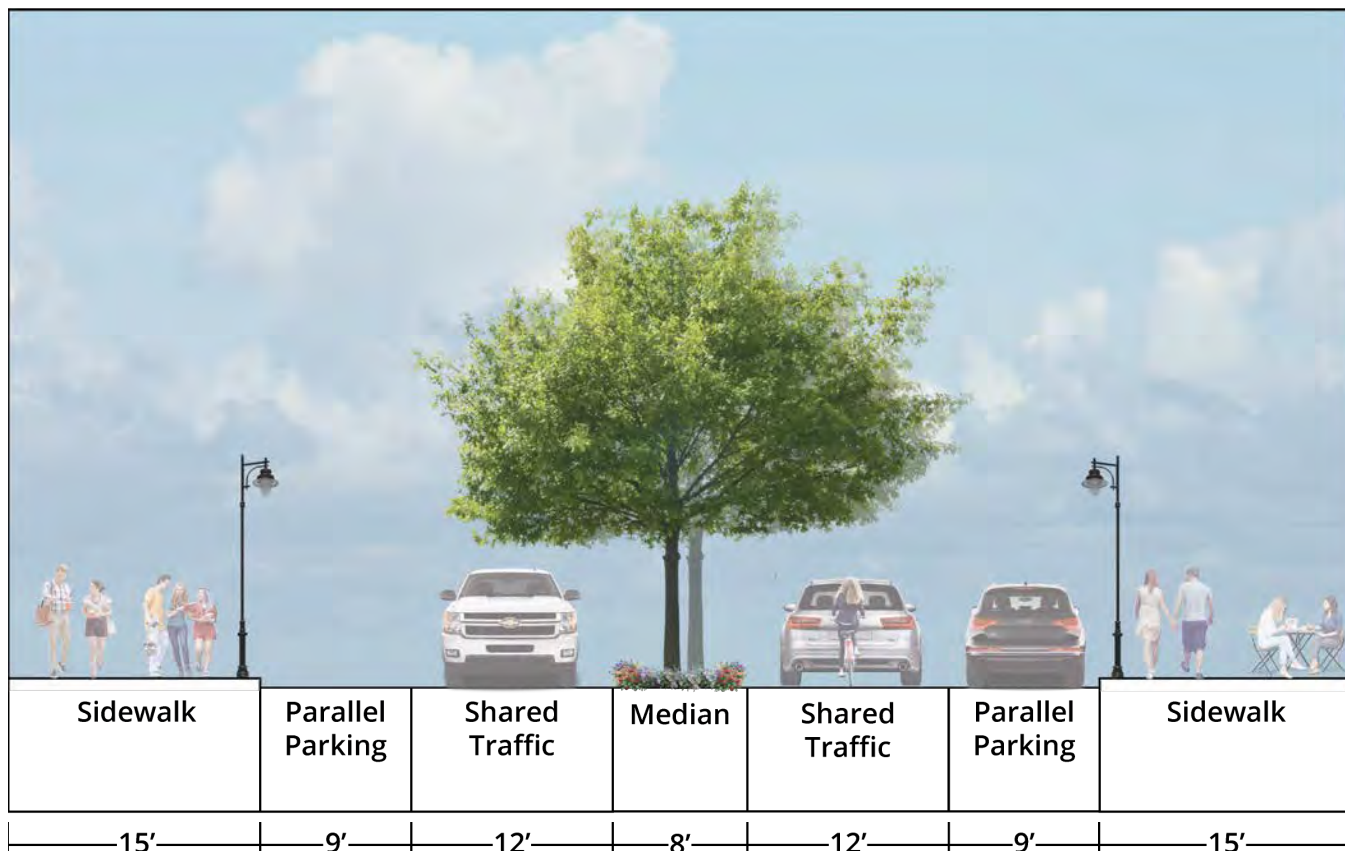 Sidewalk
Parallel
Parking
Shared
Traffic
Median
Shared
Traffic
Parallel
Parking
Sidewalk
15’
9’
12’
8’
12’
9’
15’